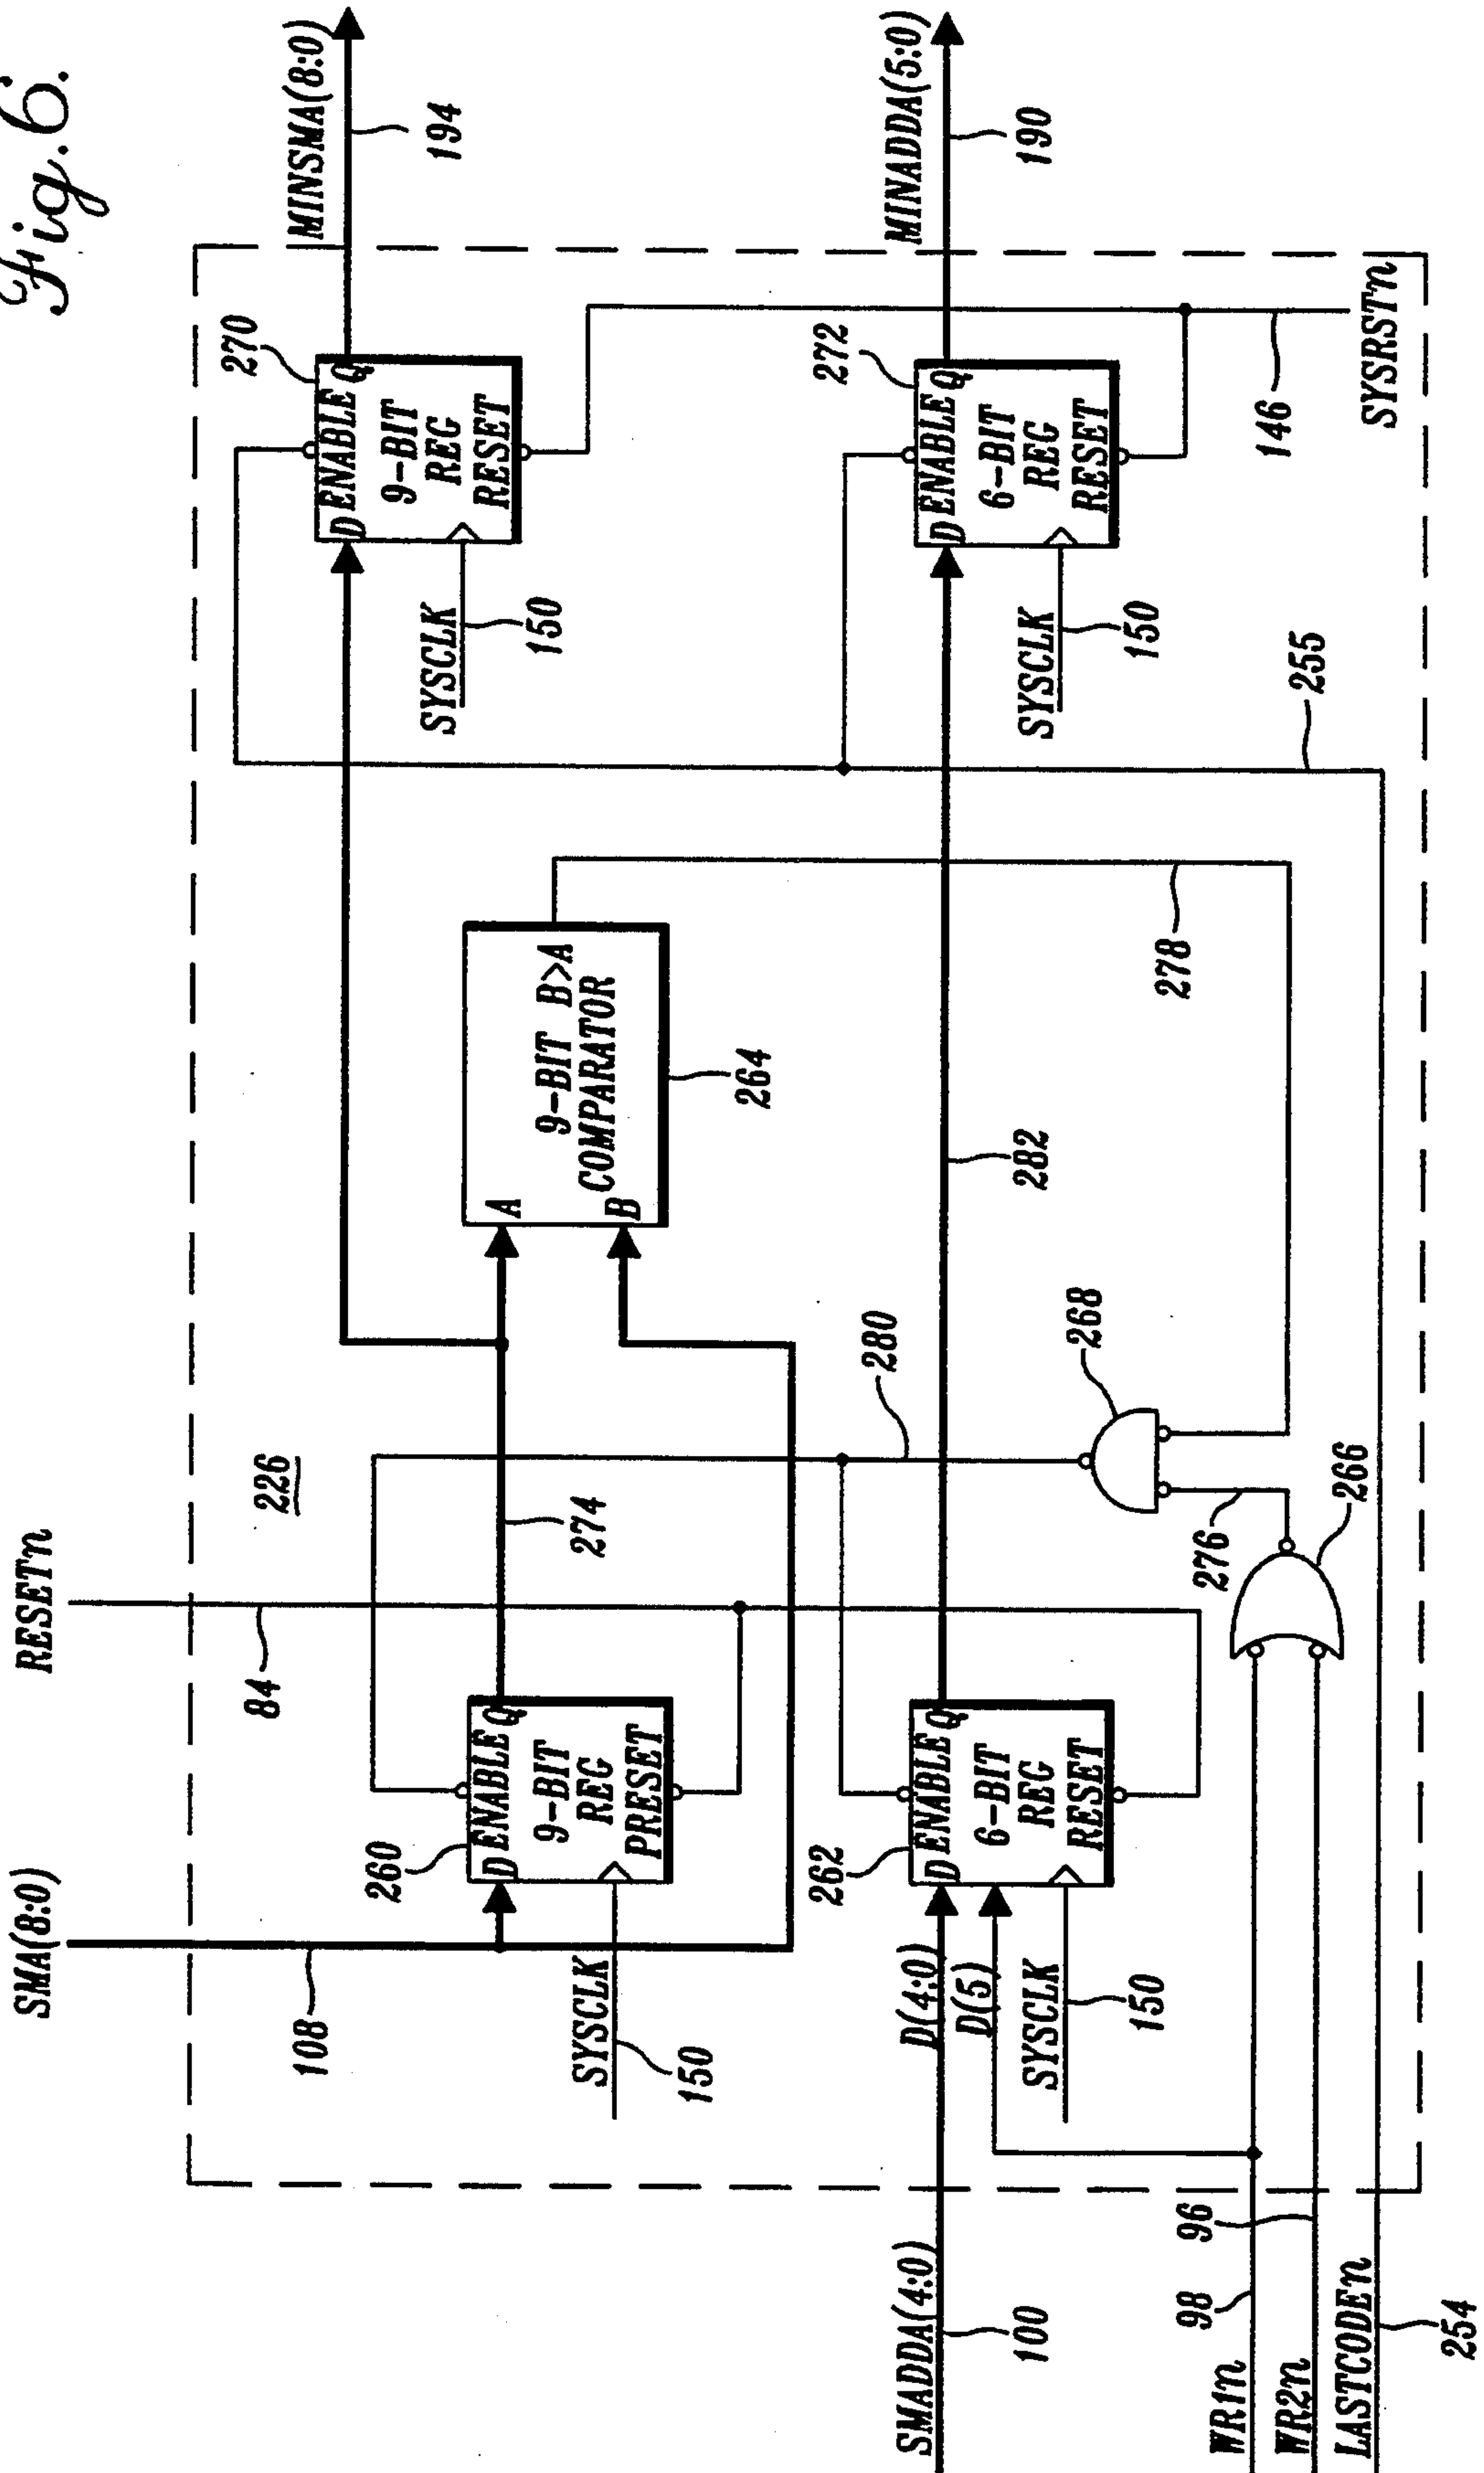 Fig. 6.
SMA(8:0)
108
RESETn
84
226
260
D ENABLE Q
9-BIT
REG
PRESET
SYSCLK
150
274
A
B
9-BIT B>A
COMPARATOR
264
270
D ENABLE Q
9-BIT
REG
RESET
SYSCLK
150
MINSMA(8:0)
194
SMADDA(4:0)
100
D(4:0)
D(5)
262
D ENABLE Q
6-BIT
REG
RESET
SYSCLK
150
280
282
268
276
266
278
272
D ENABLE Q
6-BIT
REG
RESET
SYSCLK
150
MINADDA(5:0)
190
WR1n
98
WR2n
96
LASTCODEn
254
255
146
SYSRSTn